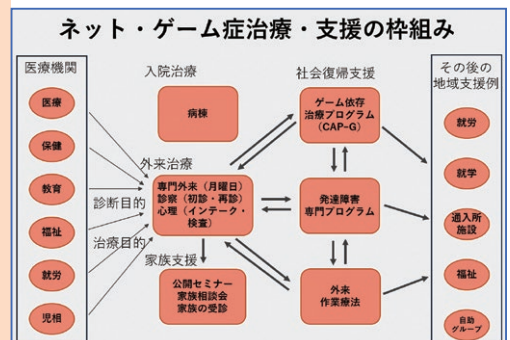 ネット・ゲーム症治療・支援の枠組み
医療機関
医療
保健
教育
福祉
就労
児相
入院治療
病棟
外来治療
専門外来（月曜日）
診察（初診・再診）
心理（インテーク・
検査）
診断目的
治療目的
家族支援
公開セミナー
家族相談会
家族の受診
社会復帰支援
ゲーム依存
治療プログラム
（CAP-G）
発達障害
専門プログラム
外来
作業療法
その後の
地域支援例
就労
就学
通入所
施設
福祉
自助
グループ